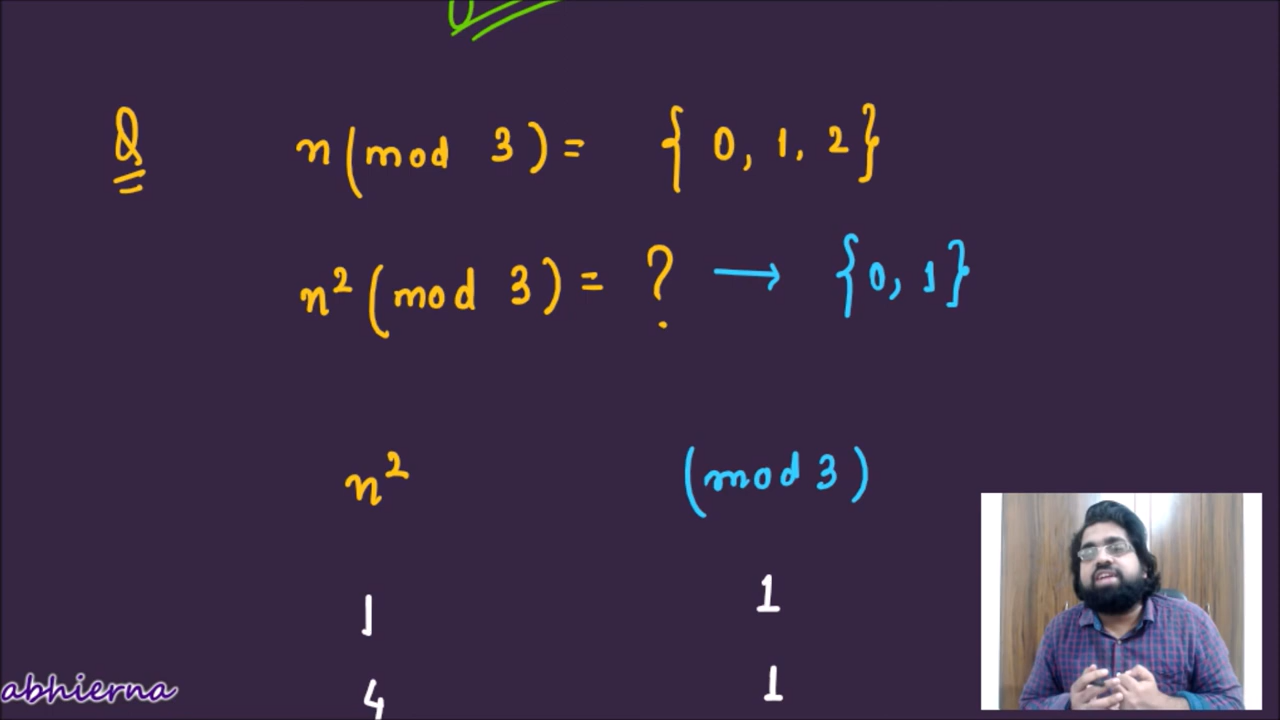 Q n(mod 3) = {0, 1, 2}
n²(mod 3) = ? → {0, 1}
n² (mod 3)
1 1
4 1
abhierna